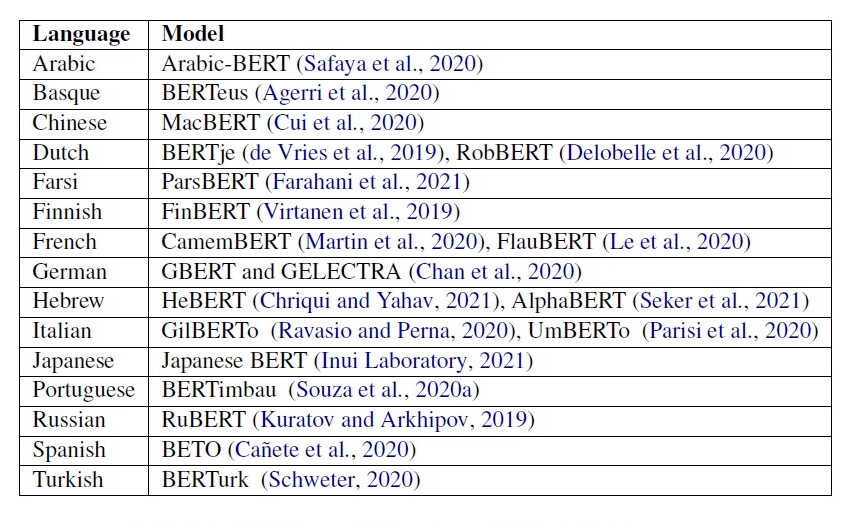 Language Model
Arabic Arabic-BERT (Safaya et al., 2020)
Basque BERTeus (Agerri et al., 2020)
Chinese MacBERT (Cui et al., 2020)
Dutch BERTje (de Vries et al., 2019), RobBERT (Delobelle et al., 2020)
Farsi ParsBERT (Farahani et al., 2021)
Finnish FinBERT (Virtanen et al., 2019)
French CamemBERT (Martin et al., 2020), FlauBERT (Le et al., 2020)
German GBERT and GELECTRA (Chan et al., 2020)
Hebrew HeBERT (Chriqui and Yahav, 2021), AlphaBERT (Seker et al., 2021)
Italian GilBERTo (Ravasio and Perna, 2020), UmBERTo (Parisi et al., 2020)
Japanese Japanese BERT (Inui Laboratory, 2021)
Portuguese BERTimbau (Souza et al., 2020a)
Russian RuBERT (Kuratov and Arkhipov, 2019)
Spanish BETO (Cañete et al., 2020)
Turkish BERTurk (Schweter, 2020)